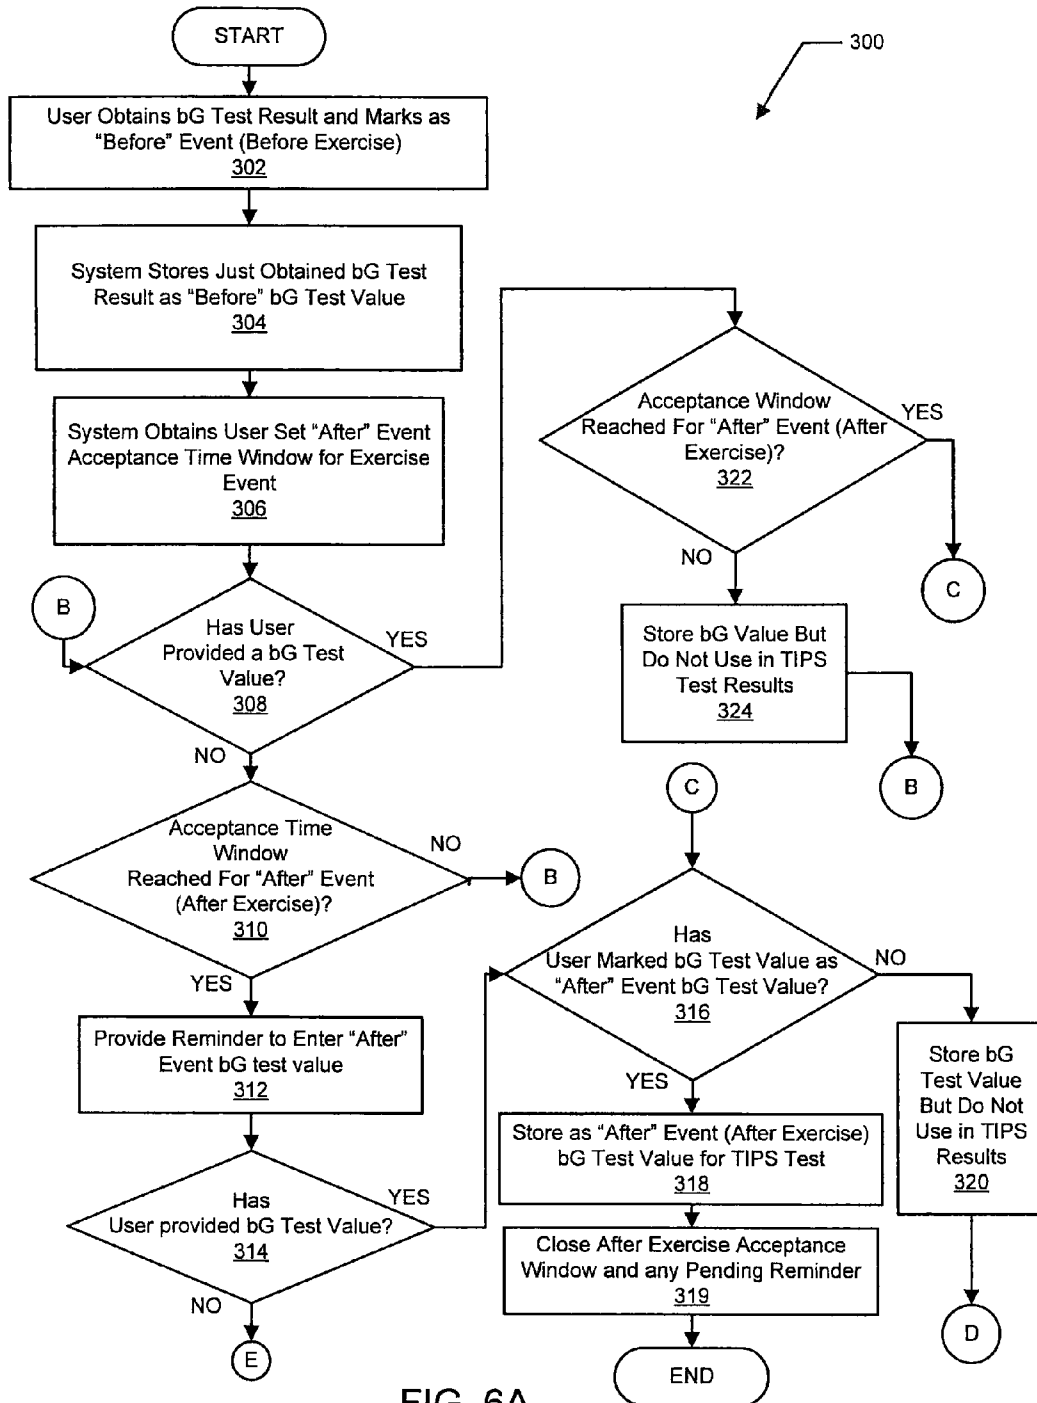 START
300
User Obtains bG Test Result and Marks as
"Before" Event (Before Exercise)
302
System Stores Just Obtained bG Test
Result as "Before" bG Test Value
304
System Obtains User Set "After" Event
Acceptance Time Window for Exercise
Event
306
B
Has User
Provided a bG Test
Value?
308
YES
NO
Acceptance Window
Reached For "After" Event (After
Exercise)?
322
YES
NO
C
Store bG Value But
Do Not Use in TIPS
Test Results
324
B
Acceptance Time
Window
Reached For "After" Event
(After Exercise)?
310
NO
B
YES
Provide Reminder to Enter "After"
Event bG test value
312
Has
User provided bG Test Value?
314
YES
NO
E
C
Has
User Marked bG Test Value as
"After" Event bG Test Value?
316
NO
YES
Store as "After" Event (After Exercise)
bG Test Value for TIPS Test
318
Close After Exercise Acceptance
Window and any Pending Reminder
319
END
Store bG
Test Value
But Do Not
Use in TIPS
Results
320
D
FIG. 6A